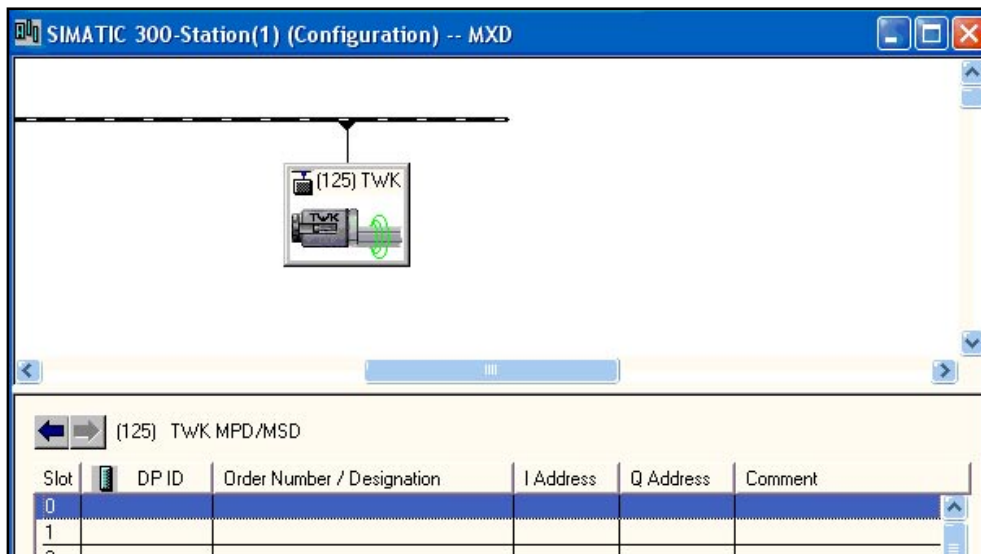 SIMATIC 300-Station(1) (Configuration) -- MXD
(125) TWK
TWK
(125) TWK MPD/MSD
Slot DP ID Order Number / Designation I Address Q Address Comment
0
1